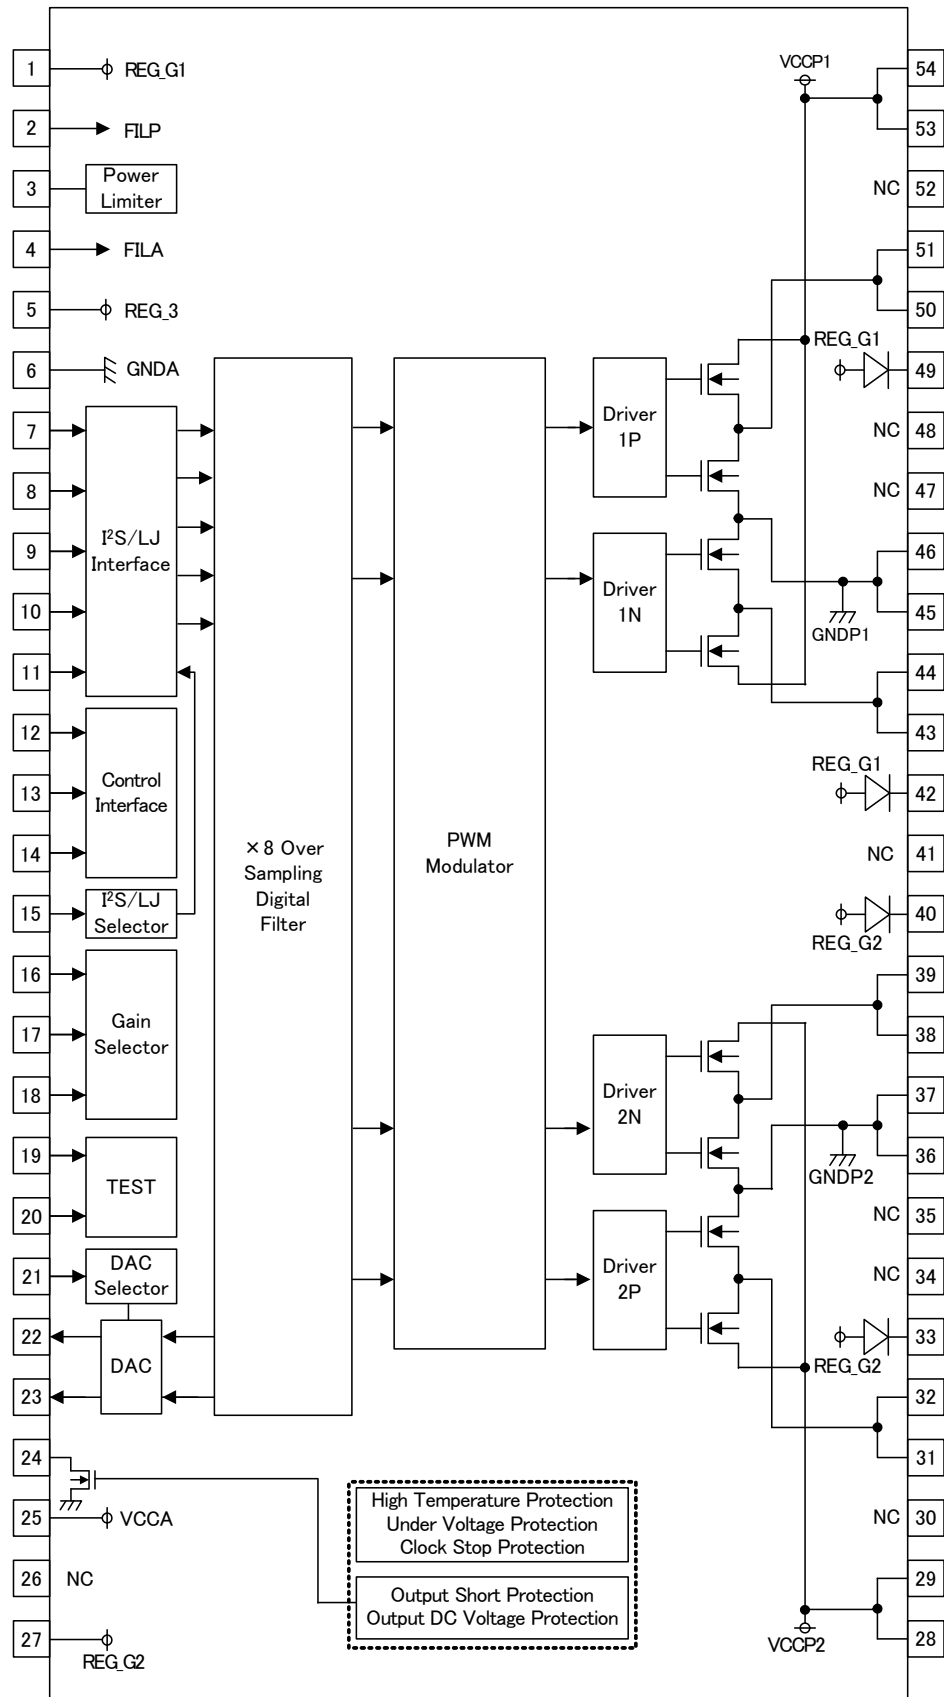 1 REG_G1 VCCP1 54
2 FILP 53
3 Power Limiter NC 52
4 FILA 51
5 REG_3 50
6 GNDA REG_G1 49
7 I²S/LJ Interface Driver 1P NC 48
8 NC 47
9 Driver 1N 46
10 GNDP1 45
11 44
12 Control Interface 43
13 REG_G1 42
14 × 8 Over Sampling Digital Filter PWM Modulator NC 41
15 I²S/LJ Selector REG_G2 40
16 Gain Selector 39
17 38
18 Driver 2N 37
19 TEST GNDP2 36
20 NC 35
21 DAC Selector Driver 2P NC 34
22 DAC REG_G2 33
23 32
24 31
High Temperature Protection
Under Voltage Protection
Clock Stop Protection
25 VCCA NC 30
26 NC 29
Output Short Protection
Output DC Voltage Protection
27 REG_G2 VCCP2 28